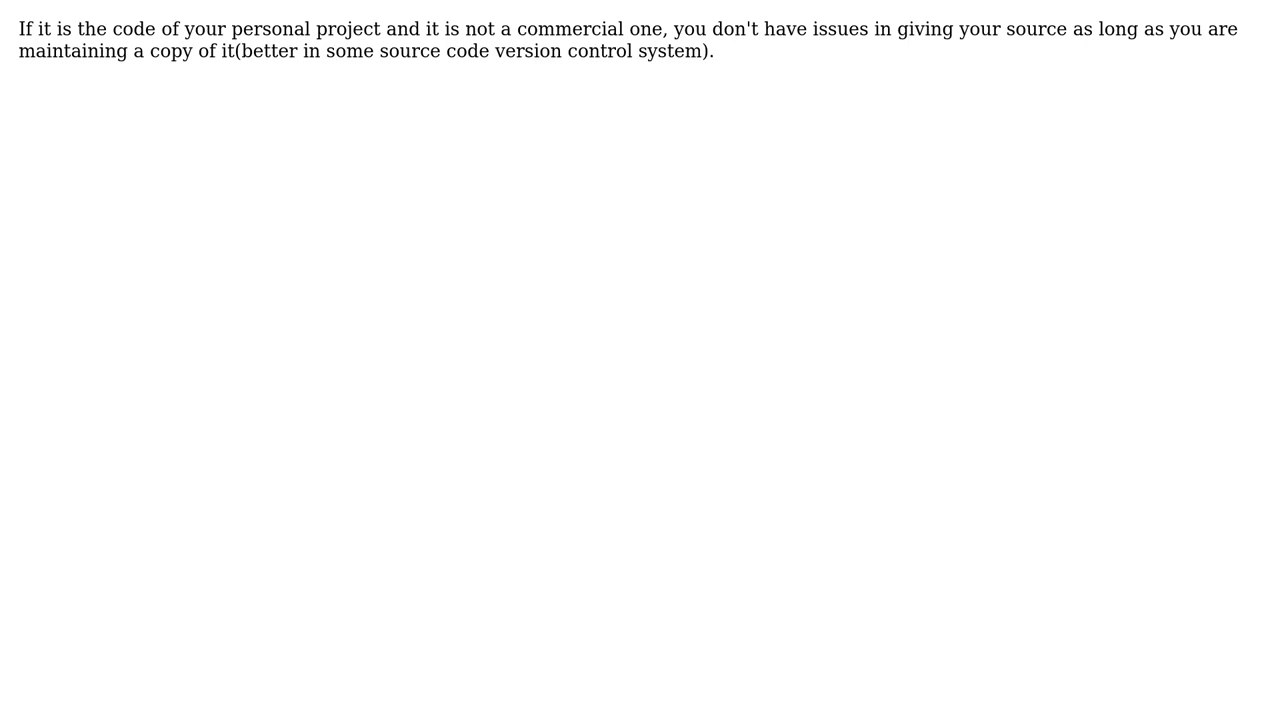 If it is the code of your personal project and it is not a commercial one, you don't have issues in giving your source as long as you are
maintaining a copy of it(better in some source code version control system).